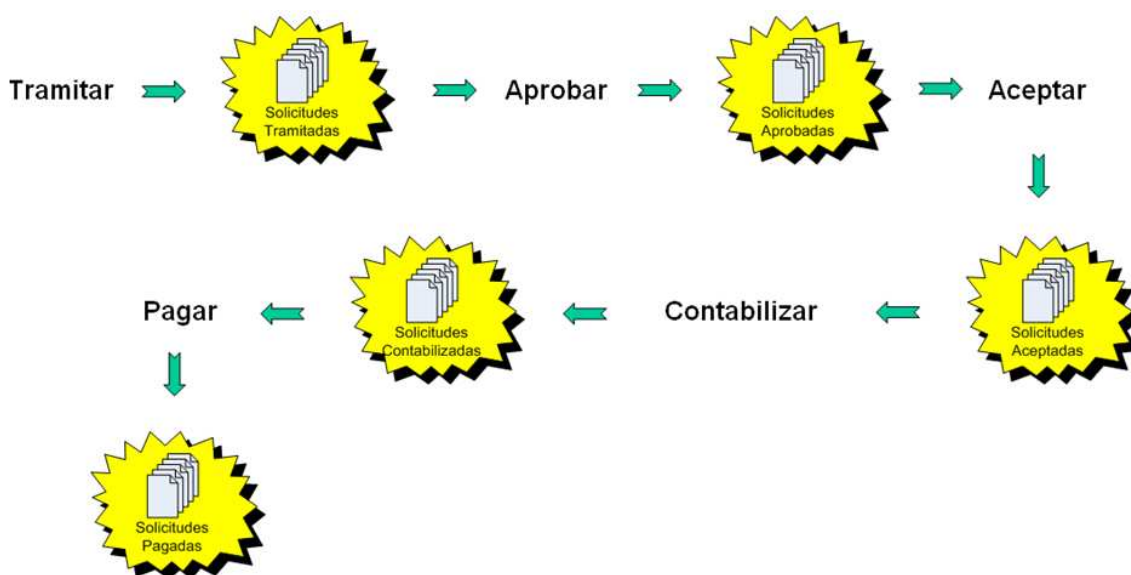 Tramitar
Solicitudes
Tramitadas
Aprobar
Solicitudes
Aprobadas
Aceptar
Solicitudes
Aceptadas
Contabilizar
Solicitudes
Contabilizadas
Pagar
Solicitudes
Pagadas